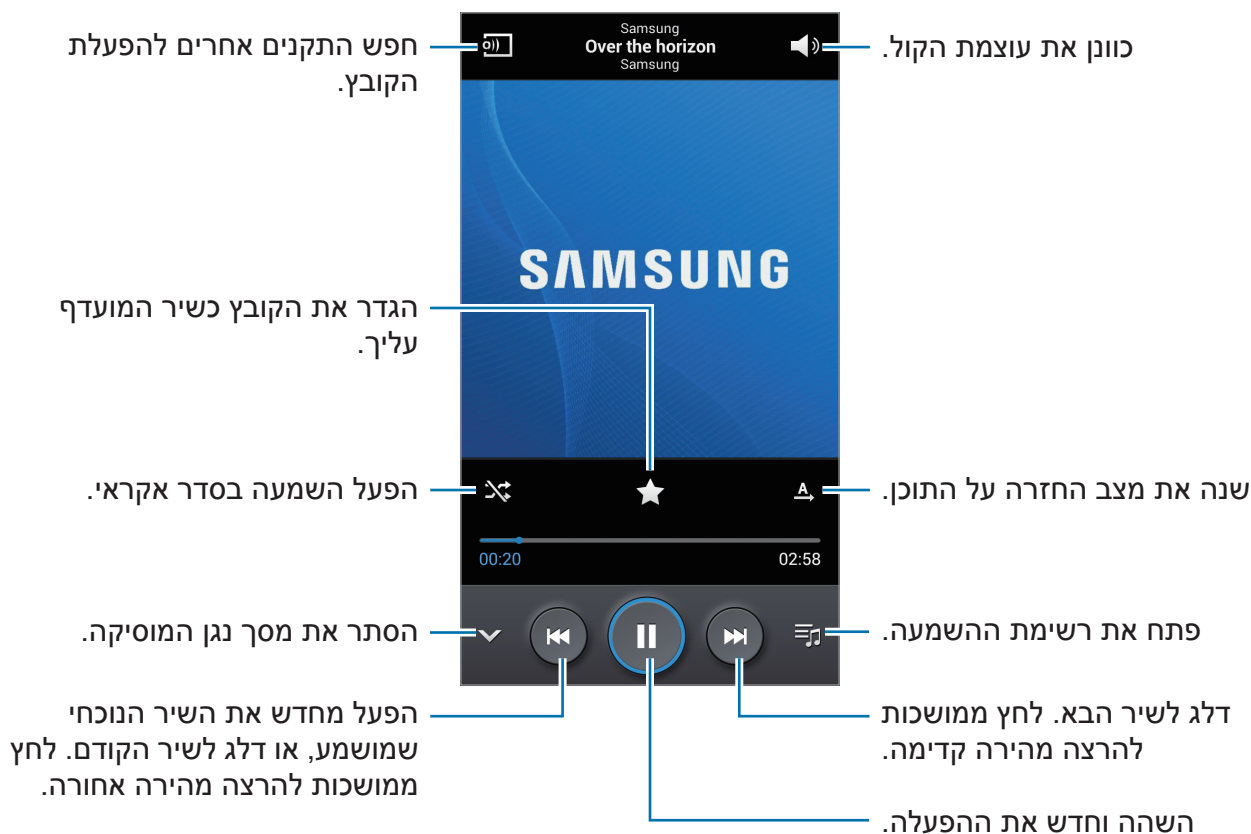 Samsung
Over the horizon
Samsung
חפש התקנים אחרים להפעלת
הקובץ.
כוונן את עוצמת הקול.
SAMSUNG
הגדר את הקובץ כשיר המועדף
עליך.
הפעל השמעה בסדר אקראי.
A
שנה את מצב החזרה על התוכן.
00:20
02:58
הסתר את מסך נגן המוסיקה.
פתח את רשימת ההשמעה.
הפעל מחדש את השיר הנוכחי
שמושמע, או דלג לשיר הקודם. לחץ
ממושכות להרצה מהירה אחורה.
דלג לשיר הבא. לחץ ממושכות
להרצה מהירה קדימה.
השהה וחדש את ההפעלה.